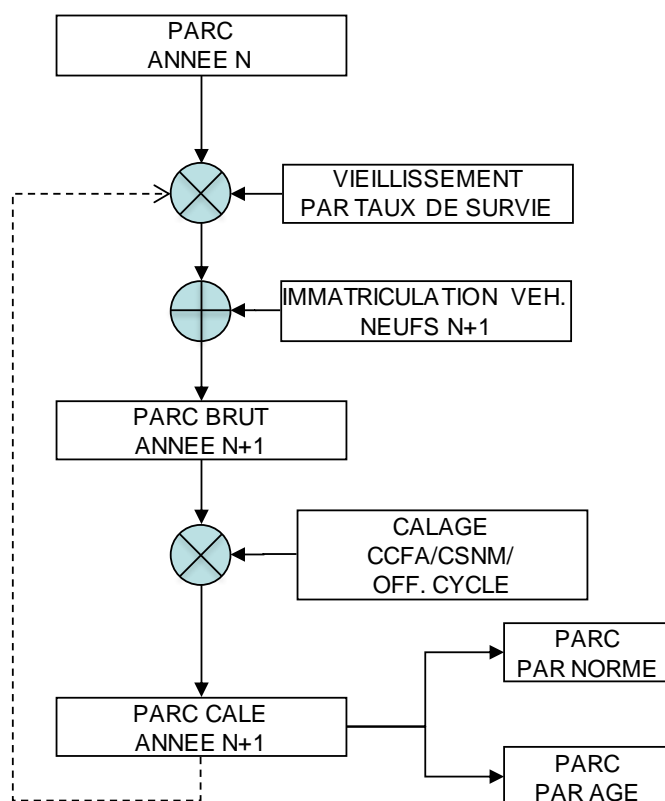 PARC
ANNEE N
VIEILLISSEMENT
PAR TAUX DE SURVIE
IMMATRICULATION VEH.
NEUFS N+1
PARC BRUT
ANNEE N+1
CALAGE
CCFA/CSNM/
OFF. CYCLE
PARC
PAR NORME
PARC CALE
ANNEE N+1
PARC
PAR AGE